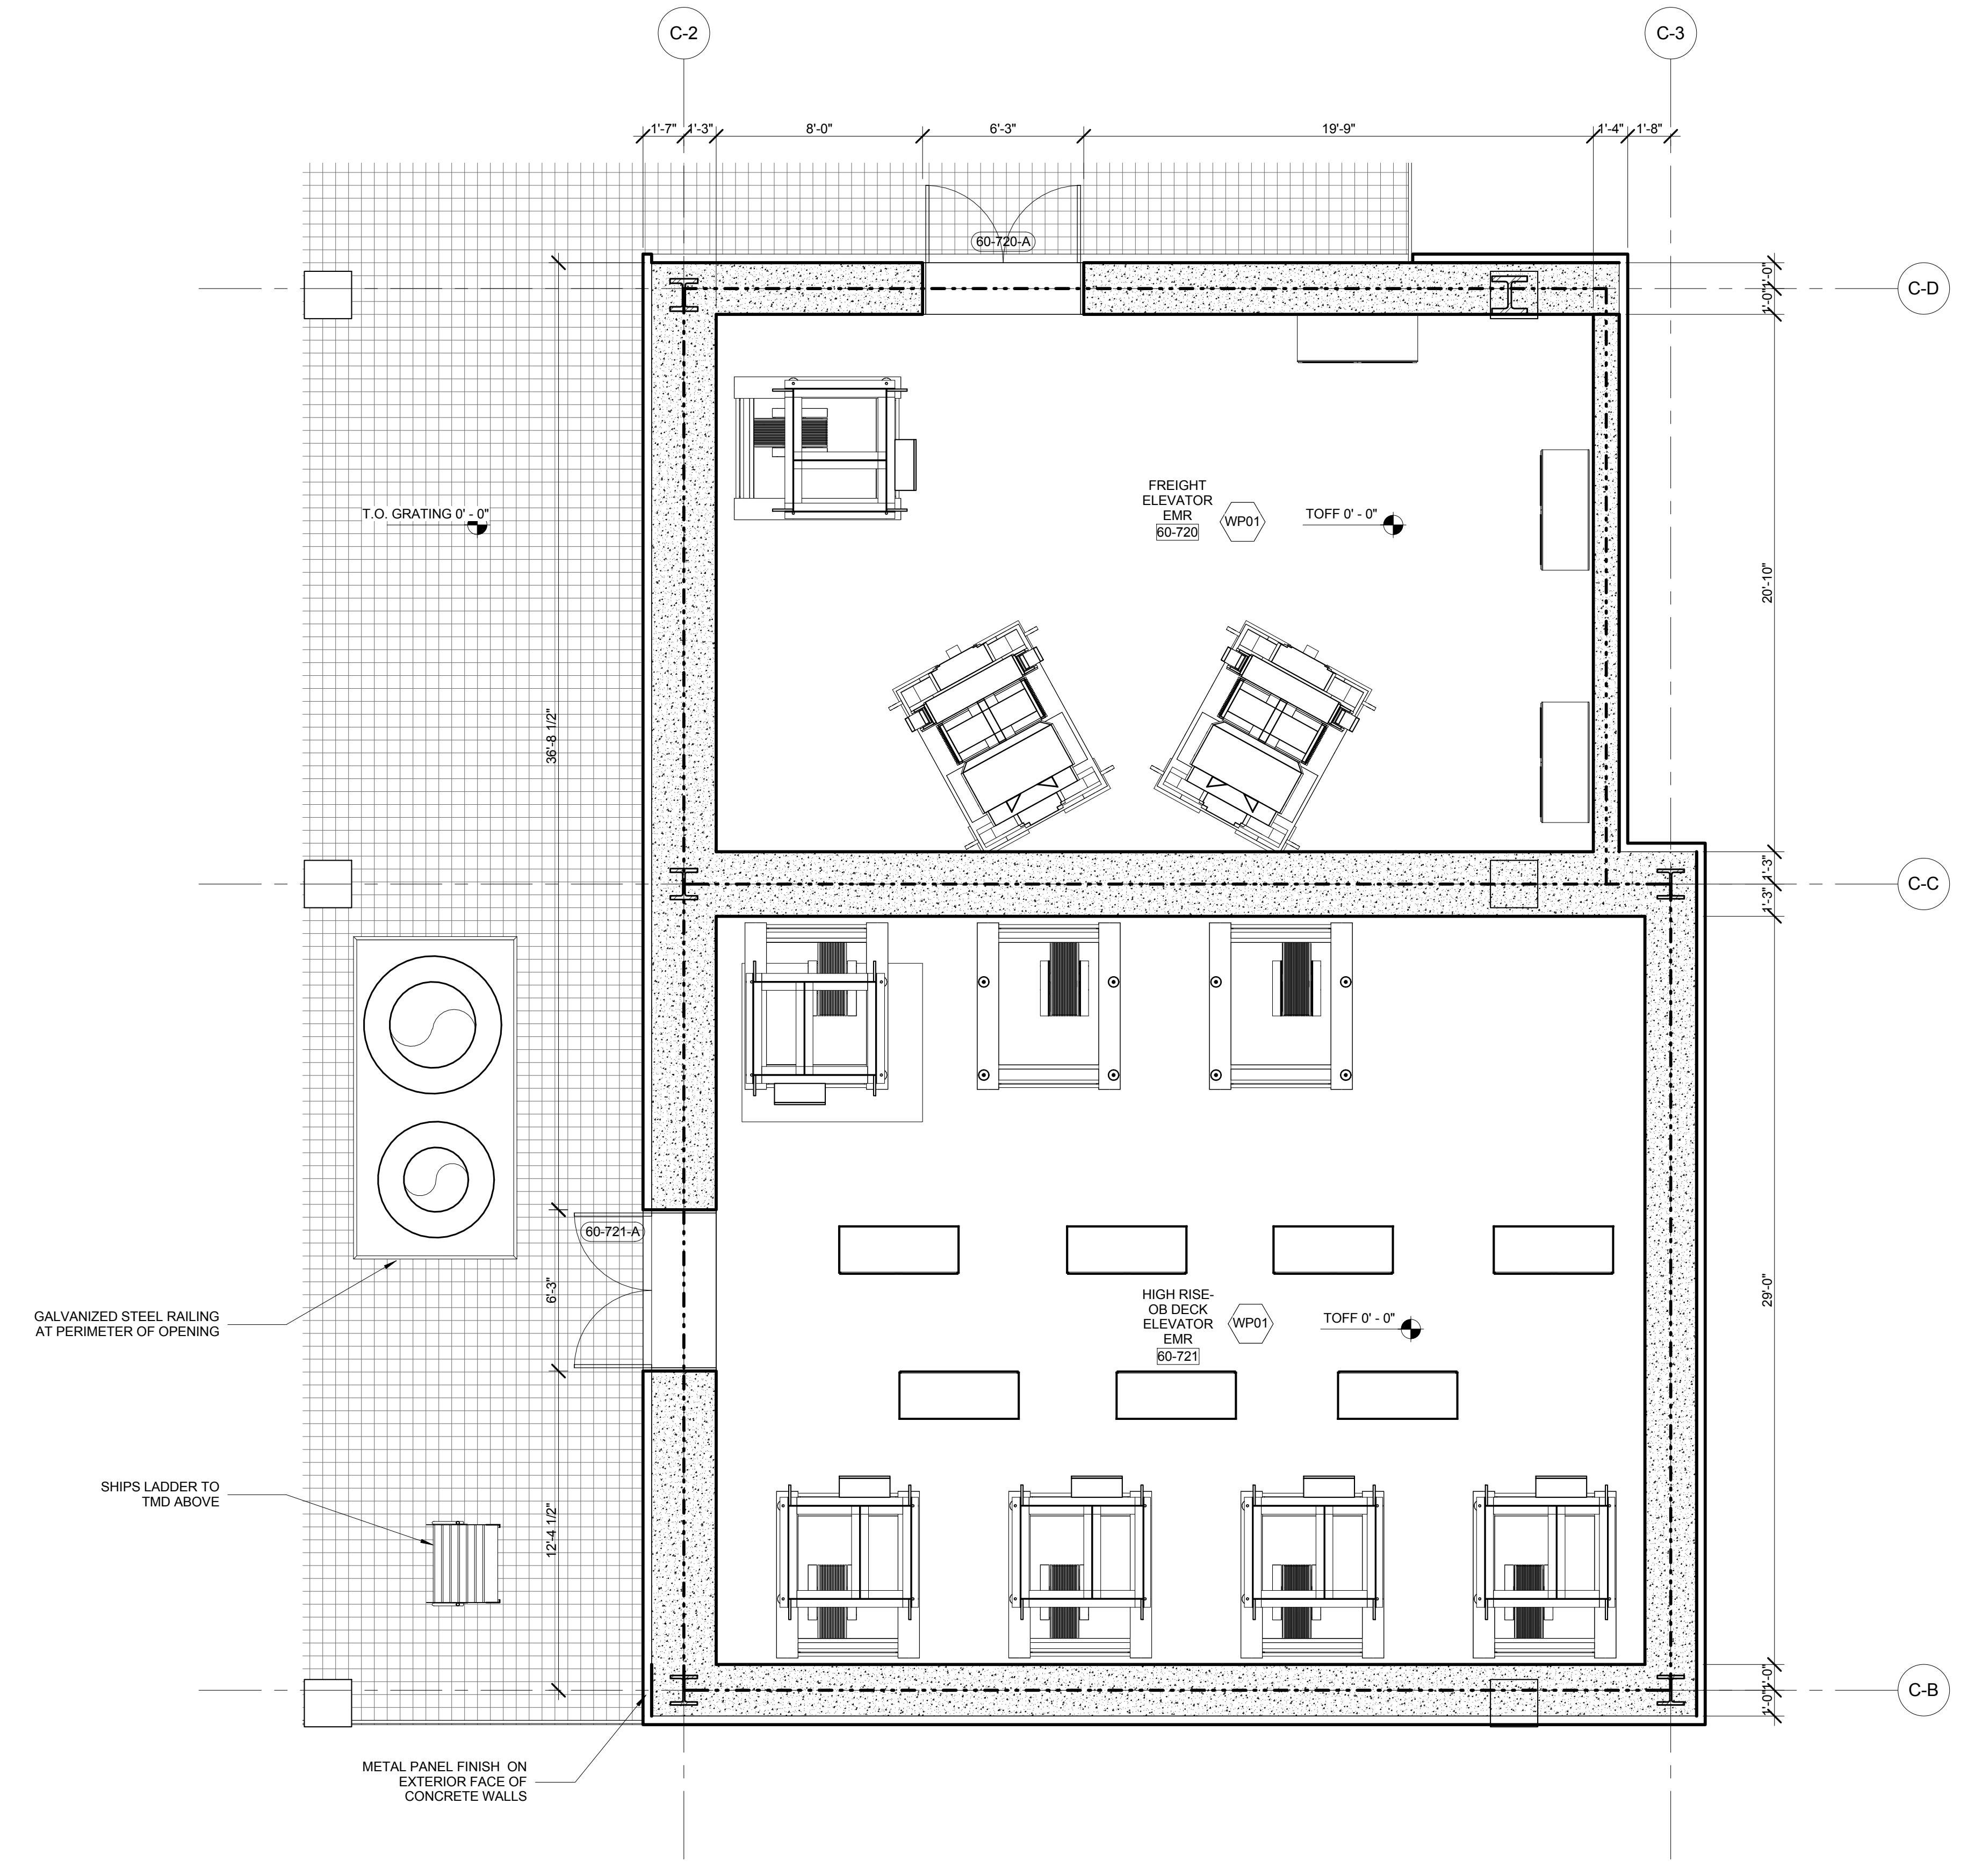 C-2
C-3
1'-7"
1'-3"
8'-0"
6'-3"
19'-9"
1'-4"
1'-8"
60-720-A
1'-0"
1'-0"
C-D
FREIGHT
ELEVATOR
EMR
60-720
WP01
TOFF 0' - 0"
T.O. GRATING 0' - 0"
20'-10"
36'-8 1/2"
1'-3"
1'-3"
C-C
60-721-A
6'-3"
29'-0"
HIGH RISE-
OB DECK
ELEVATOR
EMR
60-721
WP01
TOFF 0' - 0"
GALVANIZED STEEL RAILING
AT PERIMETER OF OPENING
SHIPS LADDER TO
TMD ABOVE
12'-4 1/2"
1'-0"
1'-0"
C-B
METAL PANEL FINISH ON
EXTERIOR FACE OF
CONCRETE WALLS